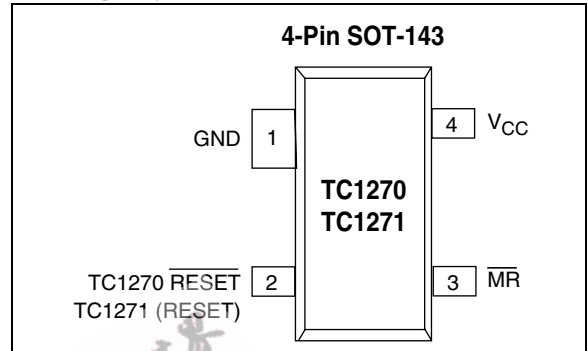 4-Pin SOT-143
GND 1
4 VCC
TC1270
TC1271
TC1270 RESET 2
3 MR
TC1271 (RESET)